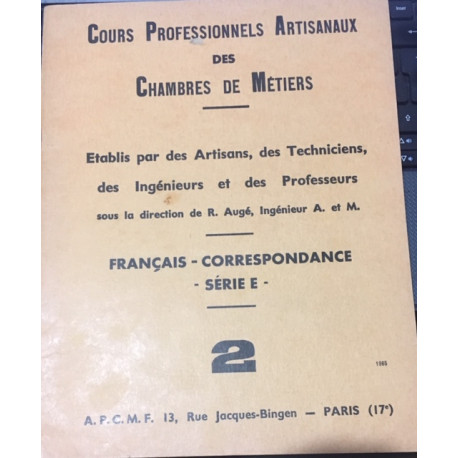 COURS PROFESSIONNELS ARTISANAUX
DES
CHAMBRES DE MÉTIERS
Etablis par des Artisans, des Techniciens,
des Ingénieurs et des Professeurs
sous la direction de R. Augé, Ingénieur A. et M.
FRANÇAIS - CORRESPONDANCE
- SÉRIE E -
2
A. P. C. M. F. 13, Rue Jacques-Bingen — PARIS (17e)